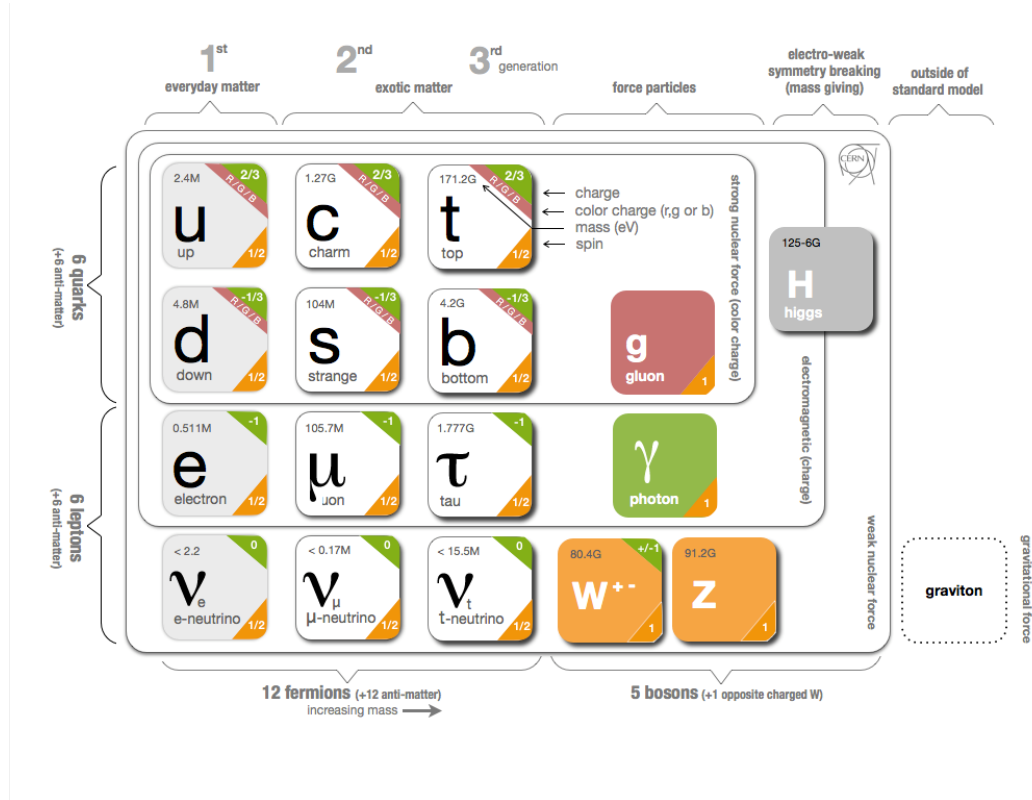 1st
everyday matter
2nd
exotic matter
3rd
generation
force particles
electro-weak
symmetry breaking
(mass giving)
outside of
standard model
6 quarks
(+6 anti-matter)
6 leptons
(+6 anti-matter)
2.4M
2/3
R/G/B
u
up
1/2
1.27G
2/3
R/G/B
c
charm
1/2
171.2G
2/3
R/G/B
t
top
1/2
charge
color charge (r,g or b)
mass (eV)
spin
strong nuclear force (color charge)
CERN
125-6G
H
higgs
4.8M
-1/3
R/G/B
d
down
1/2
104M
-1/3
R/G/B
s
strange
1/2
4.2G
-1/3
R/G/B
b
bottom
1/2
g
gluon
1
electromagnetic (charge)
0.511M
-1
e
electron
1/2
105.7M
-1
μ
uon
1/2
1.777G
-1
τ
tau
1/2
γ
photon
1
weak nuclear force
< 2.2
0
νe
e-neutrino
1/2
< 0.17M
0
νμ
μ-neutrino
1/2
< 15.5M
0
νt
t-neutrino
1/2
80.4G
+/-1
W+-
1
91.2G
Z
1
graviton
gravitational force
12 fermions (+12 anti-matter)
increasing mass
5 bosons (+1 opposite charged W)